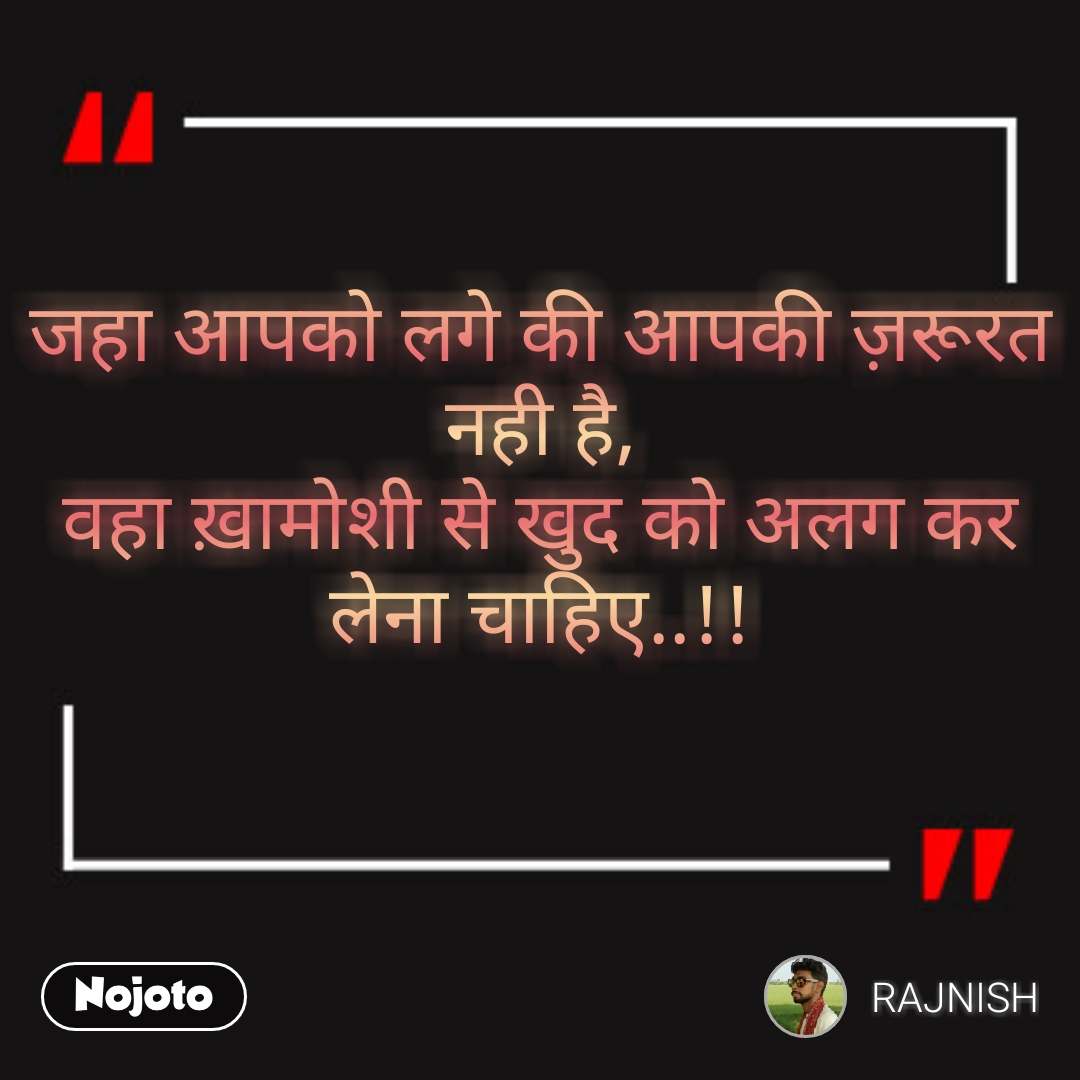 जहा आपको लगे की आपकी ज़रूरत
नही है,
वहा ख़ामोशी से खुद को अलग कर
लेना चाहिए..!!
Nojoto
RAJNISH